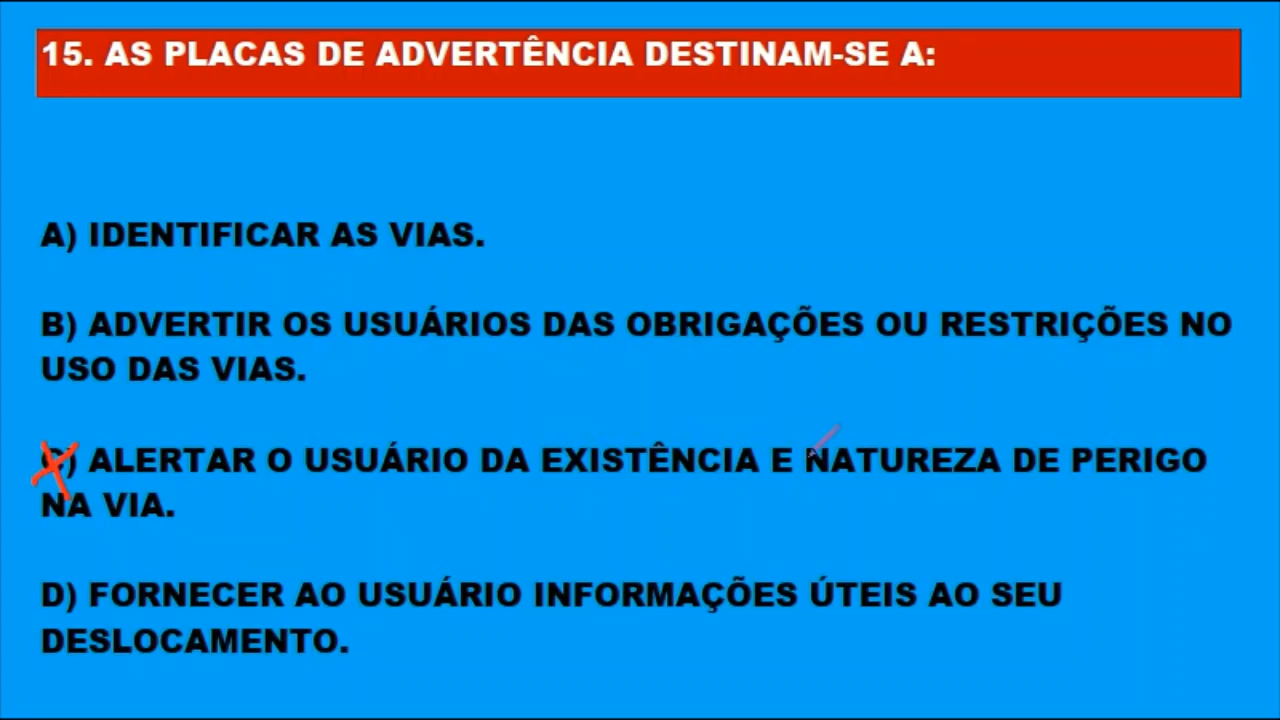 15. AS PLACAS DE ADVERTÊNCIA DESTINAM-SE A:
A) IDENTIFICAR AS VIAS.
B) ADVERTIR OS USUÁRIOS DAS OBRIGAÇÕES OU RESTRIÇÕES NO
USO DAS VIAS.
C) ALERTAR O USUÁRIO DA EXISTÊNCIA E NATUREZA DE PERIGO
NA VIA.
D) FORNECER AO USUÁRIO INFORMAÇÕES ÚTEIS AO SEU
DESLOCAMENTO.